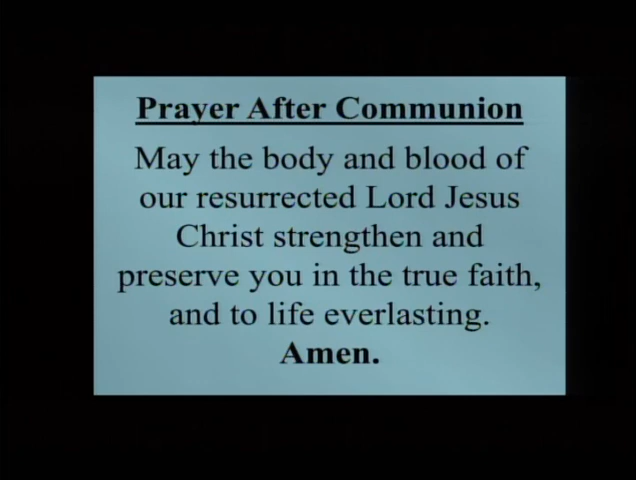 Prayer After Communion
May the body and blood of
our resurrected Lord Jesus
Christ strengthen and
preserve you in the true faith,
and to life everlasting.
Amen.